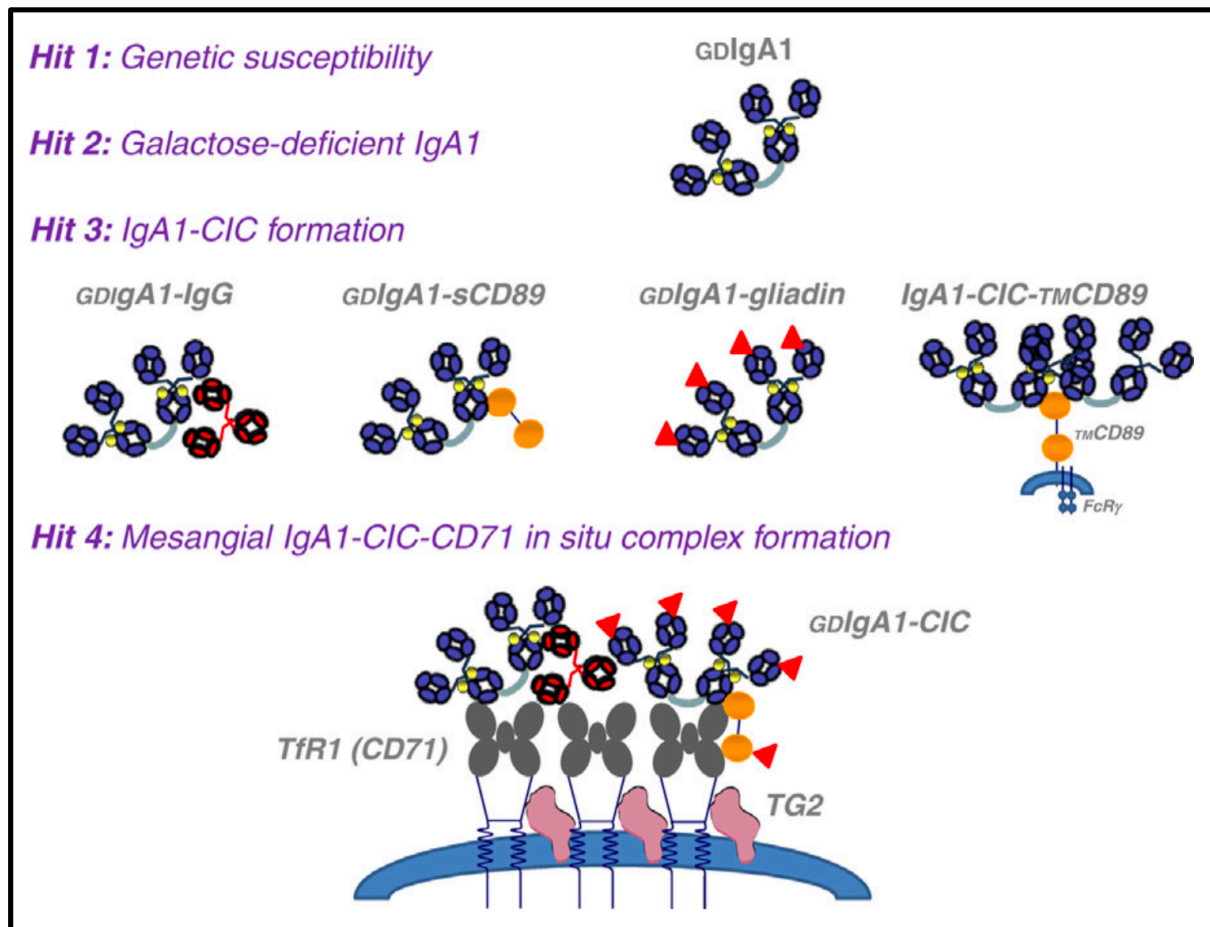 Hit 1: Genetic susceptibility
GDIgA1
Hit 2: Galactose-deficient IgA1
Hit 3: IgA1-CIC formation
GDIgA1-IgG
GDIgA1-sCD89
GDIgA1-gliadin
IgA1-CIC-TMCD89
TMCD89
FcRγ
Hit 4: Mesangial IgA1-CIC-CD71 in situ complex formation
GDIgA1-CIC
TfR1 (CD71)
TG2